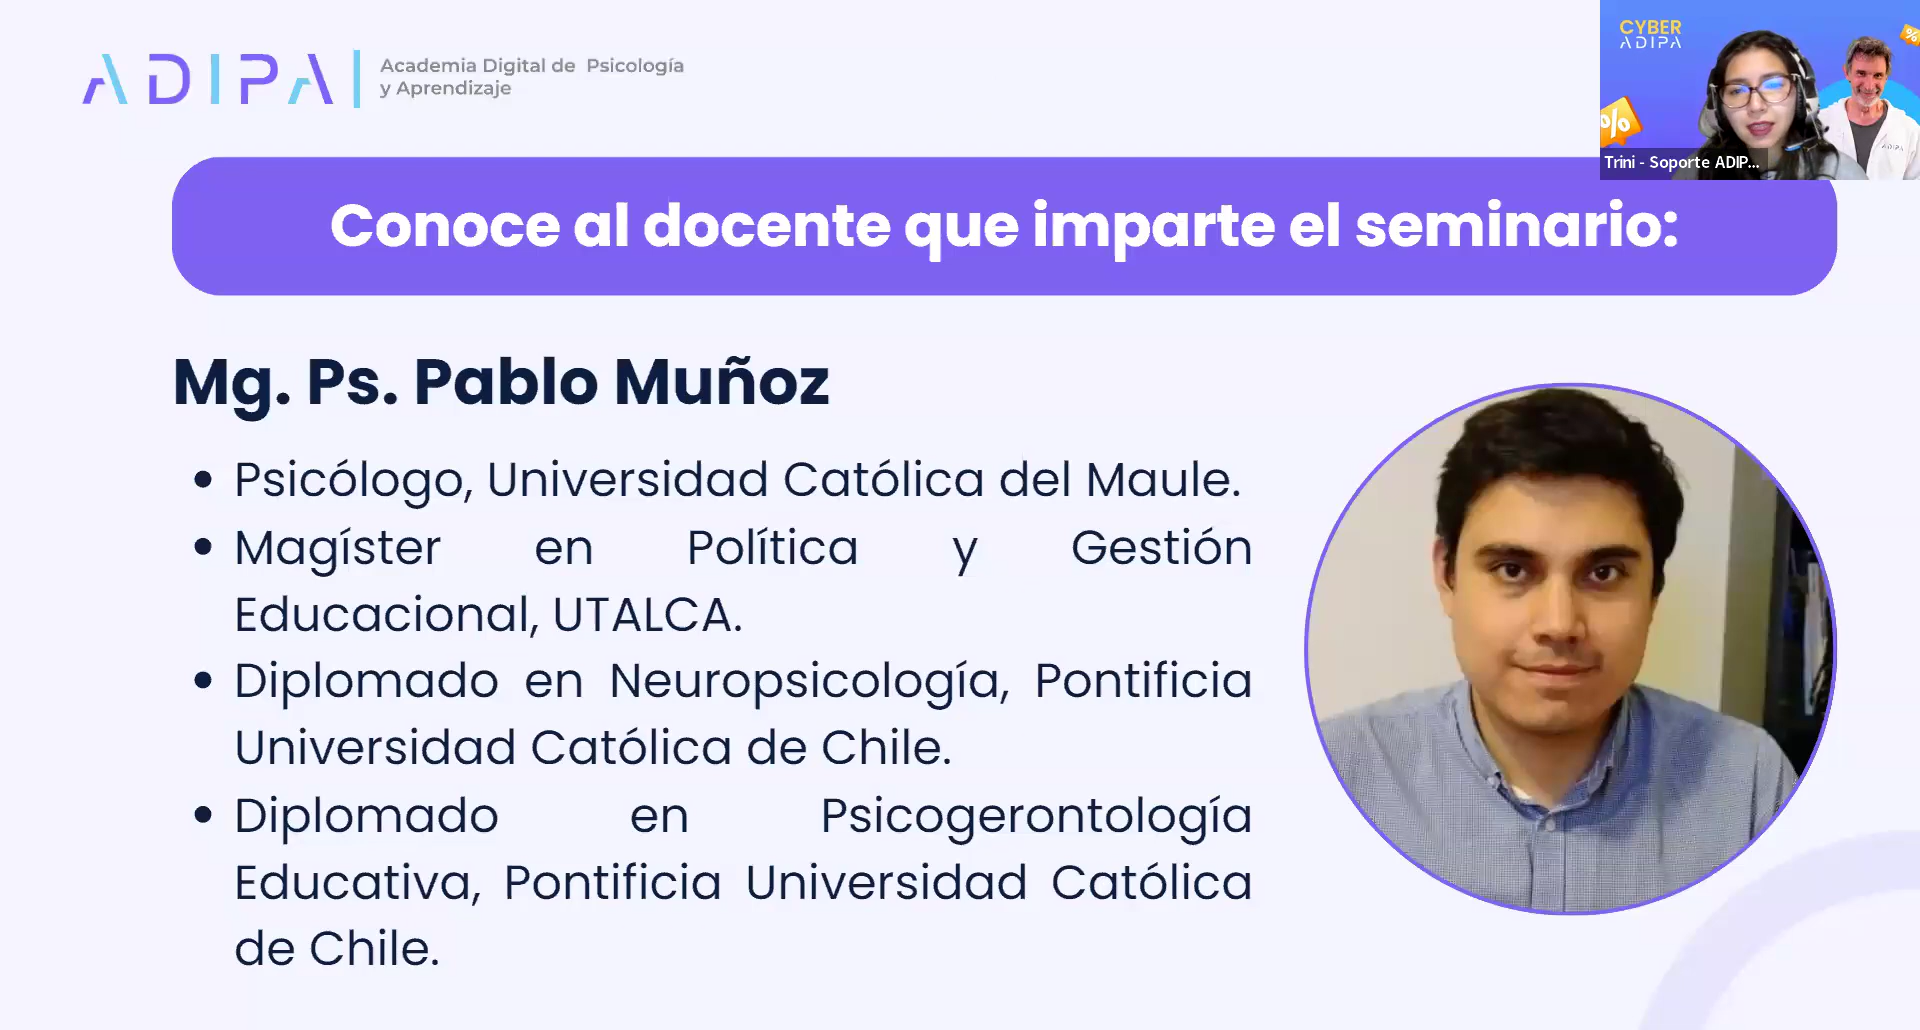 ADIPA
Academia Digital de Psicología
y Aprendizaje
CYBER
ADIPA
%
%
ADIPA
Trini - Soporte ADIP...
Conoce al docente que imparte el seminario:
Mg. Ps. Pablo Muñoz
• Psicólogo, Universidad Católica del Maule.
• Magíster en Política y Gestión
Educacional, UTALCA.
• Diplomado en Neuropsicología, Pontificia
Universidad Católica de Chile.
• Diplomado en Psicogerontología
Educativa, Pontificia Universidad Católica
de Chile.